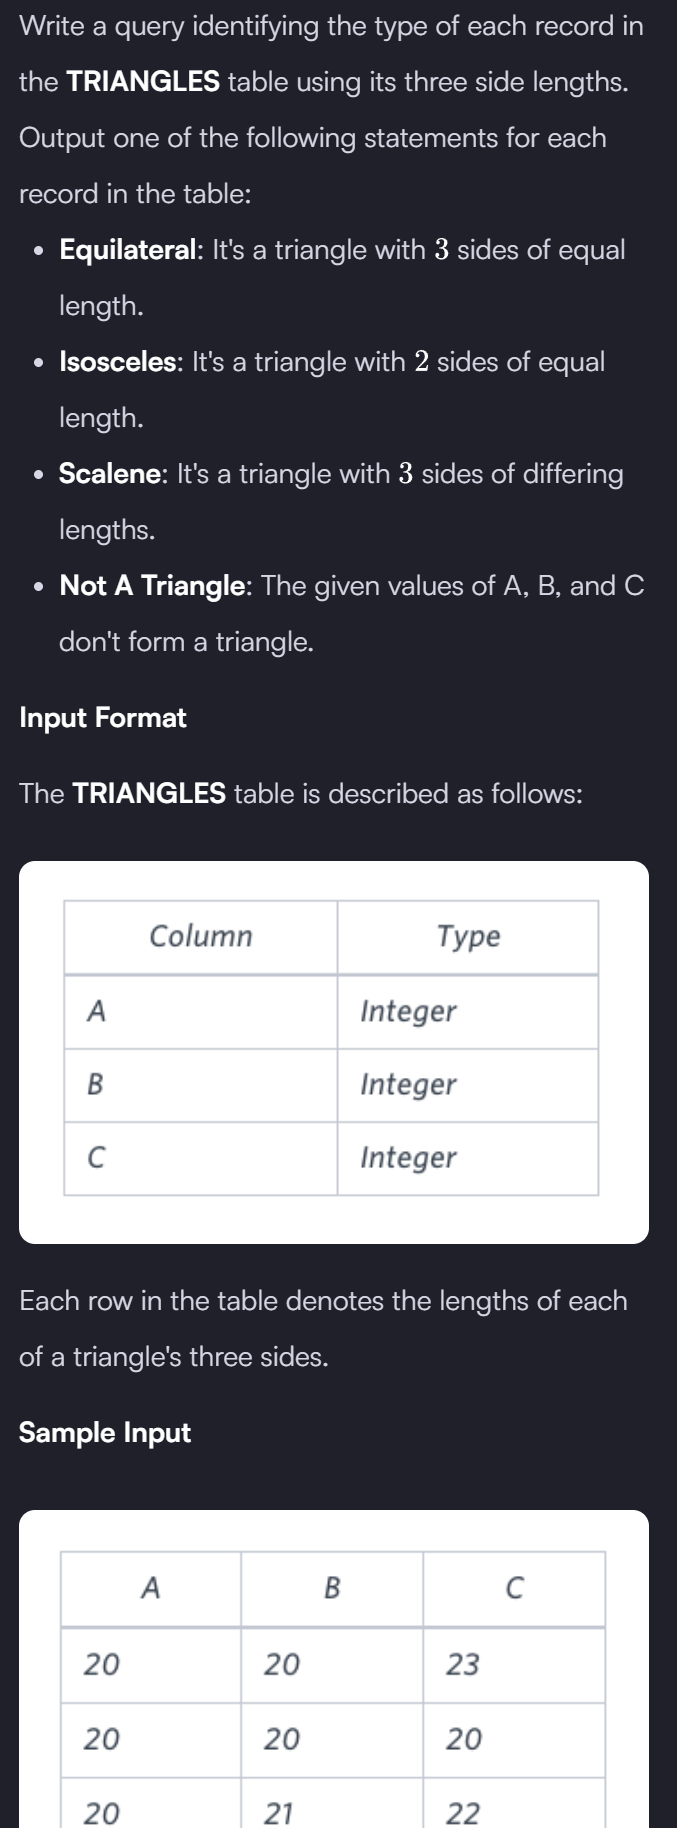 Write a query identifying the type of each record in
the TRIANGLES table using its three side lengths.
Output one of the following statements for each
record in the table:
• Equilateral: It's a triangle with 3 sides of equal
length.
• Isosceles: It's a triangle with 2 sides of equal
length.
• Scalene: It's a triangle with 3 sides of differing
lengths.
• Not A Triangle: The given values of A, B, and C
don't form a triangle.
Input Format
The TRIANGLES table is described as follows:
Column Type
A Integer
B Integer
C Integer
Each row in the table denotes the lengths of each
of a triangle's three sides.
Sample Input
A B C
20 20 23
20 20 20
20 21 22